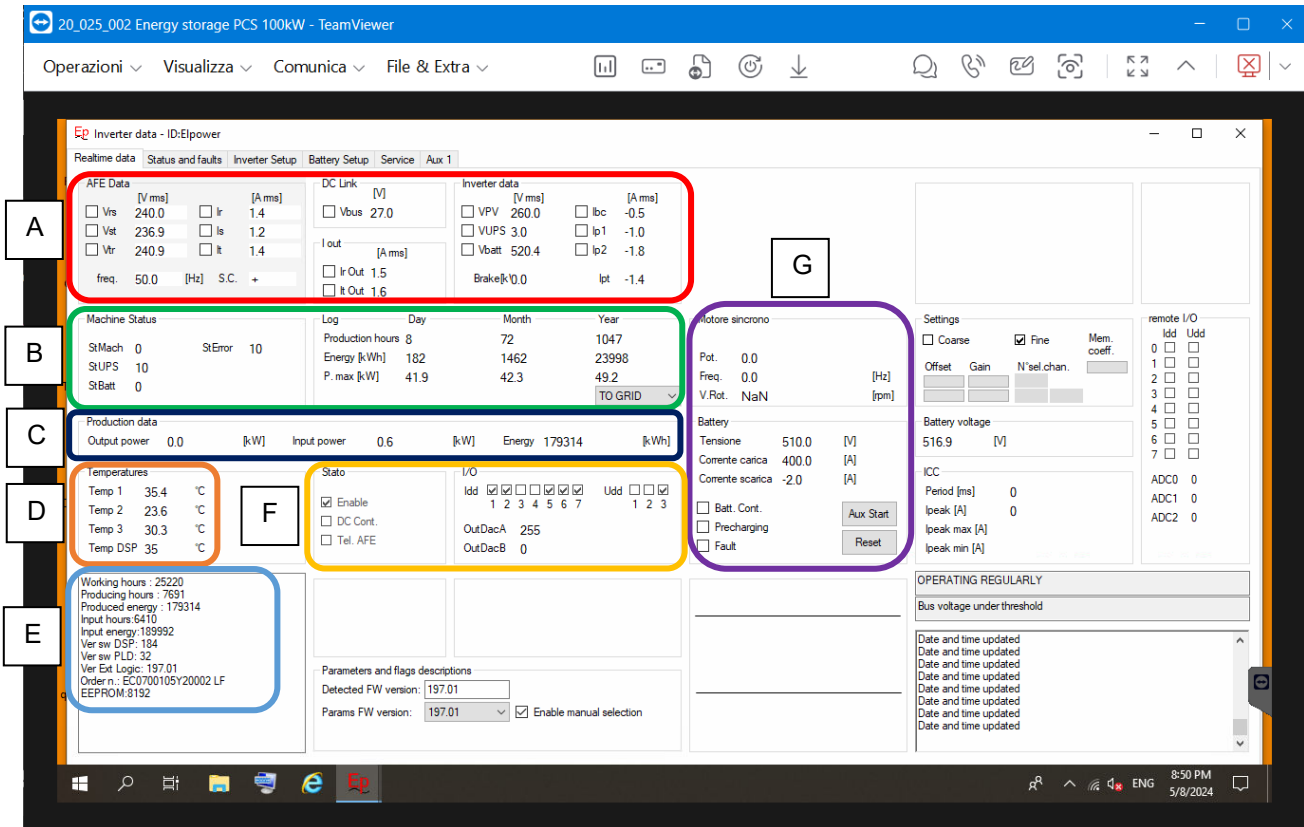 20_025_002 Energy storage PCS 100kW - TeamViewer
Operazioni Visualizza Comunica File & Extra
Ep Inverter data - ID:Elpower
Realtime data Status and faults Inverter Setup Battery Setup Service Aux 1
A
AFE Data
[V rms] [A rms]
Vrs 240.0 Ir 1.4
Vst 236.9 Is 1.2
Vtr 240.9 It 1.4
freq. 50.0 [Hz] S.C. +
DC Link
[V]
Vbus 27.0
I out
[A rms]
Ir Out 1.5
It Out 1.6
Inverter data
[V rms] [A rms]
VPV 260.0 Ibc -0.5
VUPS 3.0 Ip1 -1.0
Vbatt 520.4 Ip2 -1.8
Brake[k 0.0 Ipt -1.4
G
B
Machine Status
StMach 0 StError 10
StUPS 10
StBatt 0
Log Day Month Year
Production hours 8 72 1047
Energy [kWh] 182 1462 23998
P. max [kW] 41.9 42.3 49.2
TO GRID
Motore sincrono
Pot. 0.0
Freq. 0.0 [Hz]
V.Rot. NaN [rpm]
Settings
Coarse Fine Mem. coeff.
Offset Gain N°sel.chan.
remote I/O
Idd Udd
0
1
2
3
4
5
6
7
ADC0 0
ADC1 0
ADC2 0
C
Production data
Output power 0.0 [kW] Input power 0.6 [kW] Energy 179314 [kWh]
Battery
Tensione 510.0 [V]
Corrente carica 400.0 [A]
Corrente scarica -2.0 [A]
Batt. Cont.
Precharging
Fault
Aux Start
Reset
Battery voltage
516.9 [V]
ICC
Period [ms] 0
Ipeak [A] 0
Ipeak max [A]
Ipeak min [A]
D
Temperatures
Temp 1 35.4 °C
Temp 2 23.6 °C
Temp 3 30.3 °C
Temp DSP 35 °C
F
Stato
Enable
DC Cont.
Tel. AFE
I/O
Idd Udd
1 2 3 4 5 6 7 1 2 3
OutDacA 255
OutDacB 0
E
Working hours : 25220
Producing hours : 7691
Produced energy : 179314
Input hours:6410
Input energy:189992
Ver sw DSP: 184
Ver sw PLD: 32
Ver Ext Logic: 197.01
Order n.: EC0700105Y20002 LF
EEPROM:8192
Parameters and flags descriptions
Detected FW version: 197.01
Params FW version: 197.01 Enable manual selection
OPERATING REGULARLY
Bus voltage under threshold
Date and time updated
Date and time updated
Date and time updated
Date and time updated
Date and time updated
Date and time updated
Date and time updated
Date and time updated
Ep
ENG
8:50 PM
5/8/2024